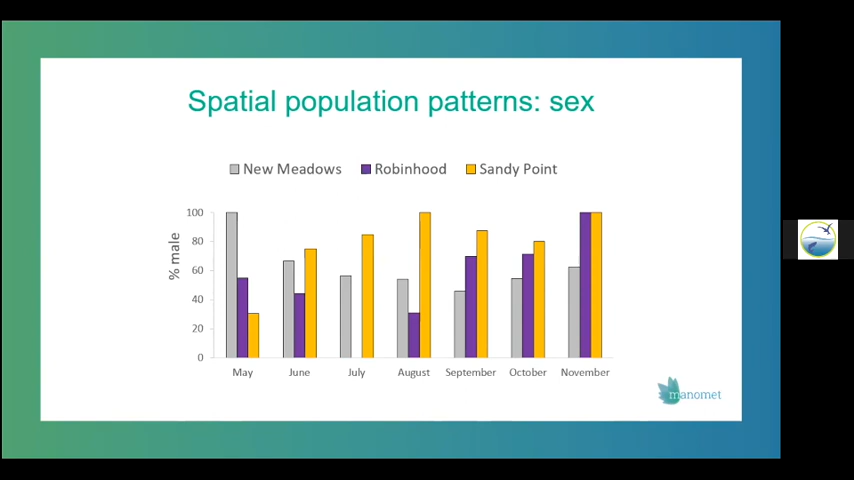 Spatial population patterns: sex
New Meadows Robinhood Sandy Point
% male
100
80
60
40
20
0
May June July August September October November
manomet